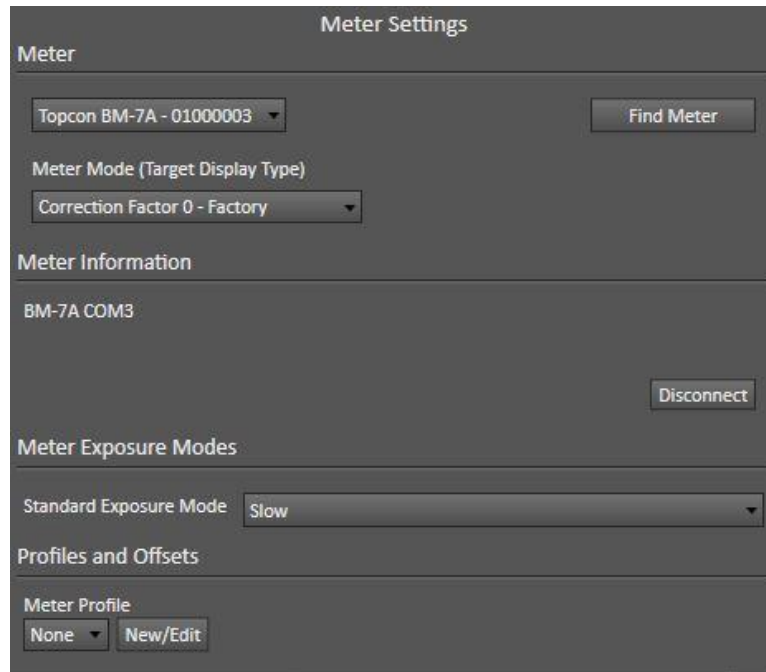 Meter Settings
Meter
Topcon BM-7A - 01000003
Find Meter
Meter Mode (Target Display Type)
Correction Factor 0 - Factory
Meter Information
BM-7A COM3
Disconnect
Meter Exposure Modes
Standard Exposure Mode
Slow
Profiles and Offsets
Meter Profile
None
New/Edit